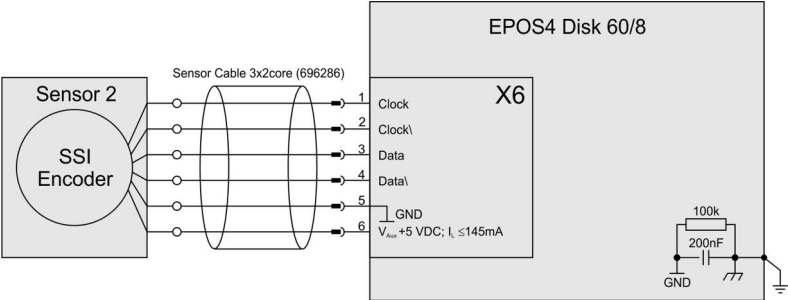 EPOS4 Disk 60/8
Sensor Cable 3x2core (696286)
Sensor 2
X6
1 Clock
2 Clock\
SSI
Encoder
3 Data
4 Data\
5 GND
6 VAux +5 VDC; IL ≤145mA
100k
200nF
GND